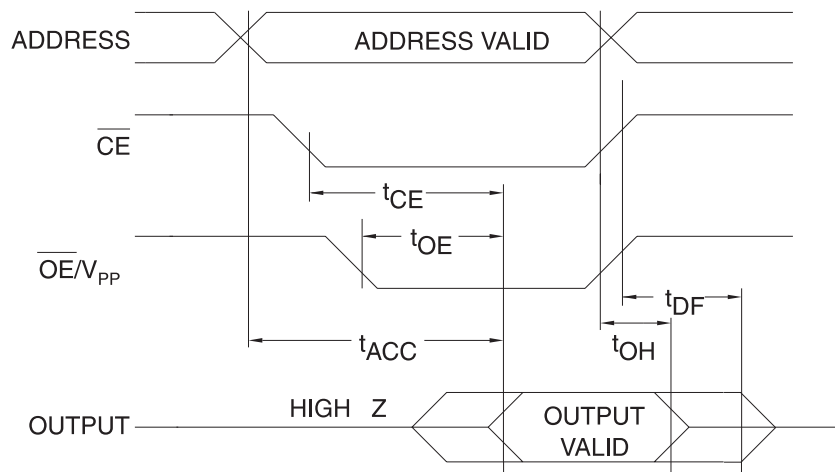 ADDRESS
ADDRESS VALID
CE
tCE
tOE
OE/VPP
tDF
tOH
tACC
HIGH Z
OUTPUT
OUTPUT
VALID